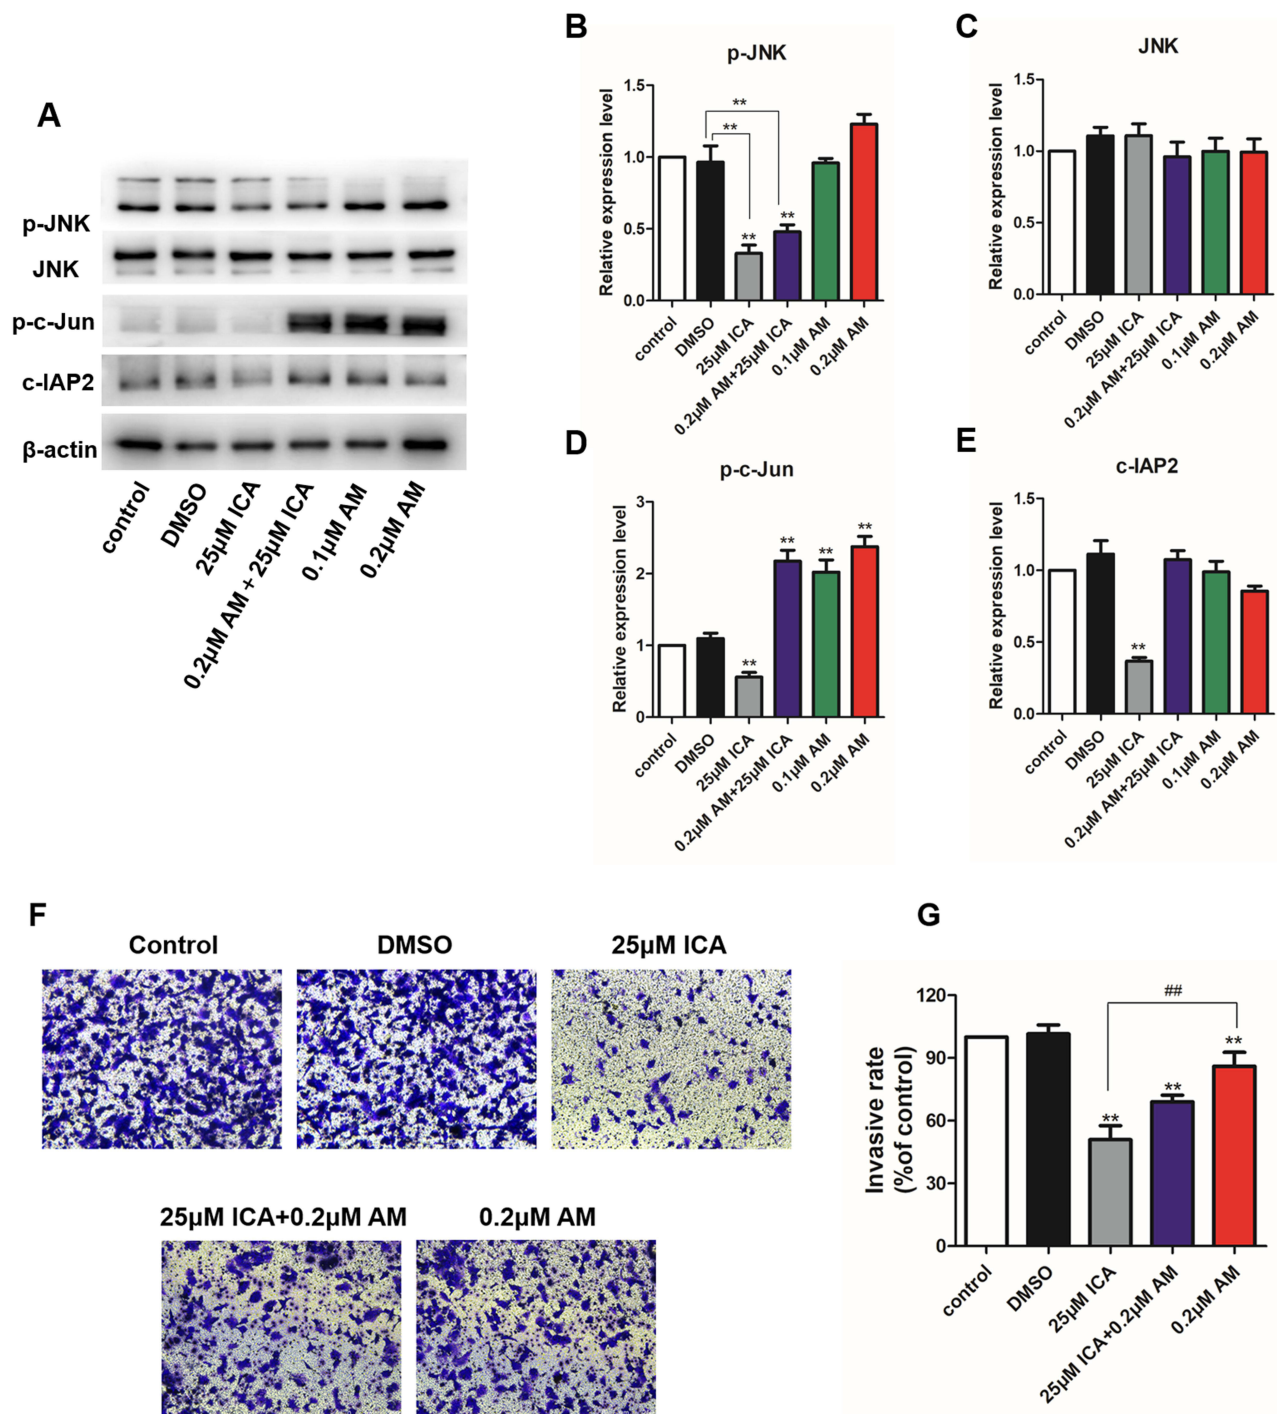 A
p-JNK
JNK
p-c-Jun
c-IAP2
β-actin
control
DMSO
25μM ICA
0.2μM AM + 25μM ICA
0.1μM AM
0.2μM AM
B
p-JNK
Relative expression level
1.5
1.0
0.5
0.0
**
**
**
**
control
DMSO
25μM ICA
0.2μM AM+25μM ICA
0.1μM AM
0.2μM AM
C
JNK
Relative expression level
1.5
1.0
0.5
0.0
control
DMSO
25μM ICA
0.2μM AM+25μM ICA
0.1μM AM
0.2μM AM
D
p-c-Jun
Relative expression level
3
2
1
0
**
**
**
**
control
DMSO
25μM ICA
0.2μM AM+25μM ICA
0.1μM AM
0.2μM AM
E
c-IAP2
Relative expression level
1.5
1.0
0.5
0.0
**
control
DMSO
25μM ICA
0.2μM AM+25μM ICA
0.1μM AM
0.2μM AM
F
Control
DMSO
25μM ICA
25μM ICA+0.2μM AM
0.2μM AM
G
Invasive rate
(%of control)
120
90
60
30
0
##
**
**
**
control
DMSO
25μM ICA
25μM ICA+0.2μM AM
0.2μM AM